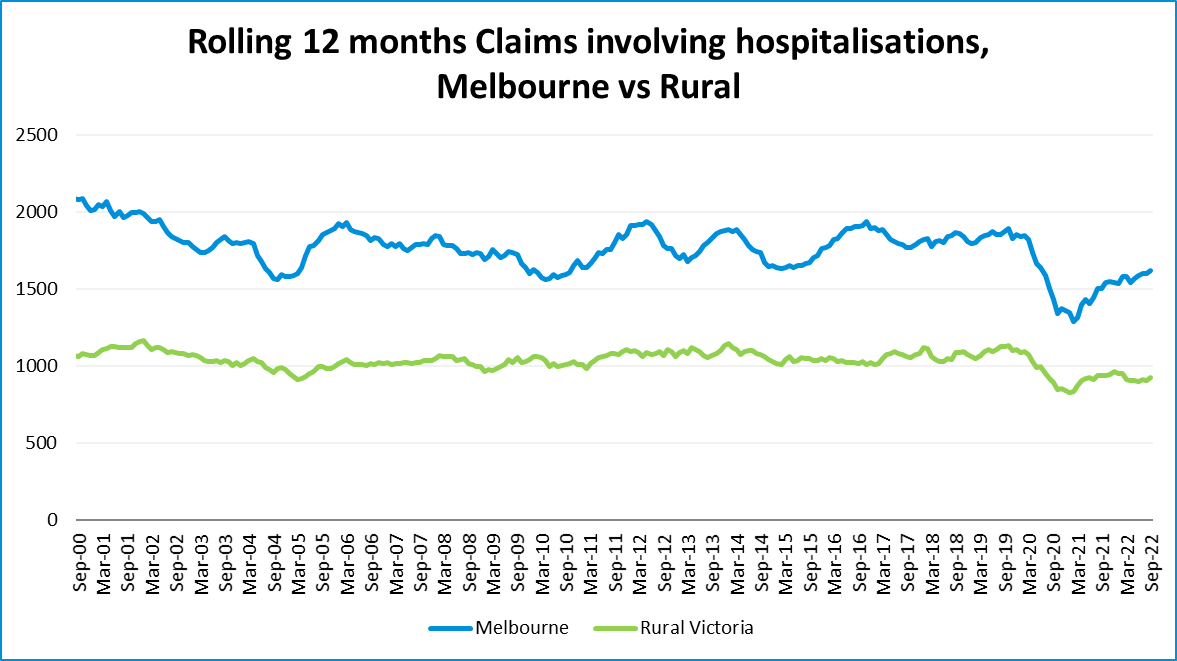 Rolling 12 months Claims involving hospitalisations,
Melbourne vs Rural
2500
2000
1500
1000
500
0
Sep-00
Mar-01
Sep-01
Mar-02
Sep-02
Mar-03
Sep-03
Mar-04
Sep-04
Mar-05
Sep-05
Mar-06
Sep-06
Mar-07
Sep-07
Mar-08
Sep-08
Mar-09
Sep-09
Mar-10
Sep-10
Mar-11
Sep-11
Mar-12
Sep-12
Mar-13
Sep-13
Mar-14
Sep-14
Mar-15
Sep-15
Mar-16
Sep-16
Mar-17
Sep-17
Mar-18
Sep-18
Mar-19
Sep-19
Mar-20
Sep-20
Mar-21
Sep-21
Mar-22
Sep-22
Melbourne
Rural Victoria